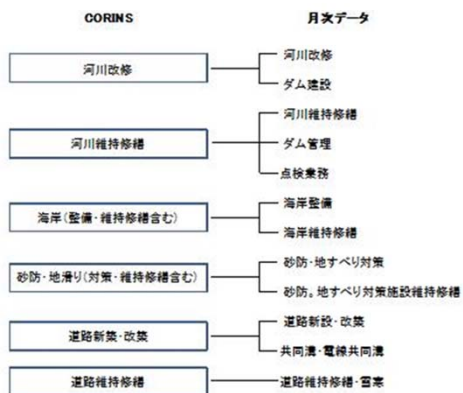 CORINS 月次データ
河川改修
河川改修
ダム建設
河川維持修繕
河川維持修繕
ダム管理
点検業務
海岸(整備・維持修繕含む)
海岸整備
海岸維持修繕
砂防・地滑り(対策・維持修繕含む)
砂防・地すべり対策
砂防。地すべり対策施設維持修繕
道路新築・改築
道路新設・改築
共同溝・電線共同溝
道路維持修繕
道路維持修繕・雪寒